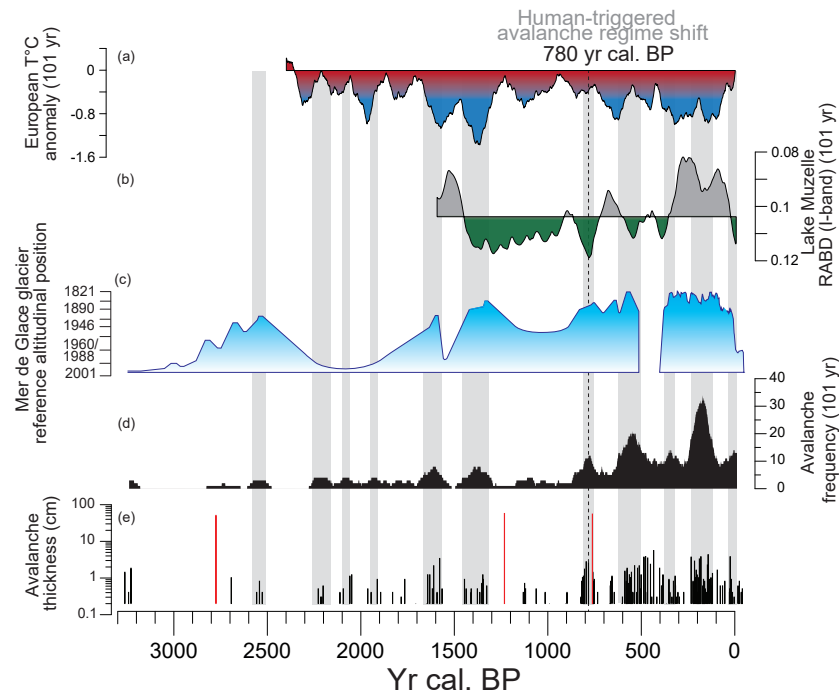 Human-triggered
avalanche regime shift
780 yr cal. BP
(a)
European T°C
anomaly (101 yr)
0
-0.8
-1.6
(b)
0.08
0.1
0.12
Lake Muzelle
RABD (I-band) (101 yr)
(c)
Mer de Glace glacier
reference altitudinal position
1821
1890
1946
1960/
1988
2001
(d)
40
30
20
10
0
Avalanche
frequency (101 yr)
(e)
Avalanche
thickness (cm)
100
10
1
0.1
3000 2500 2000 1500 1000 500 0
Yr cal. BP